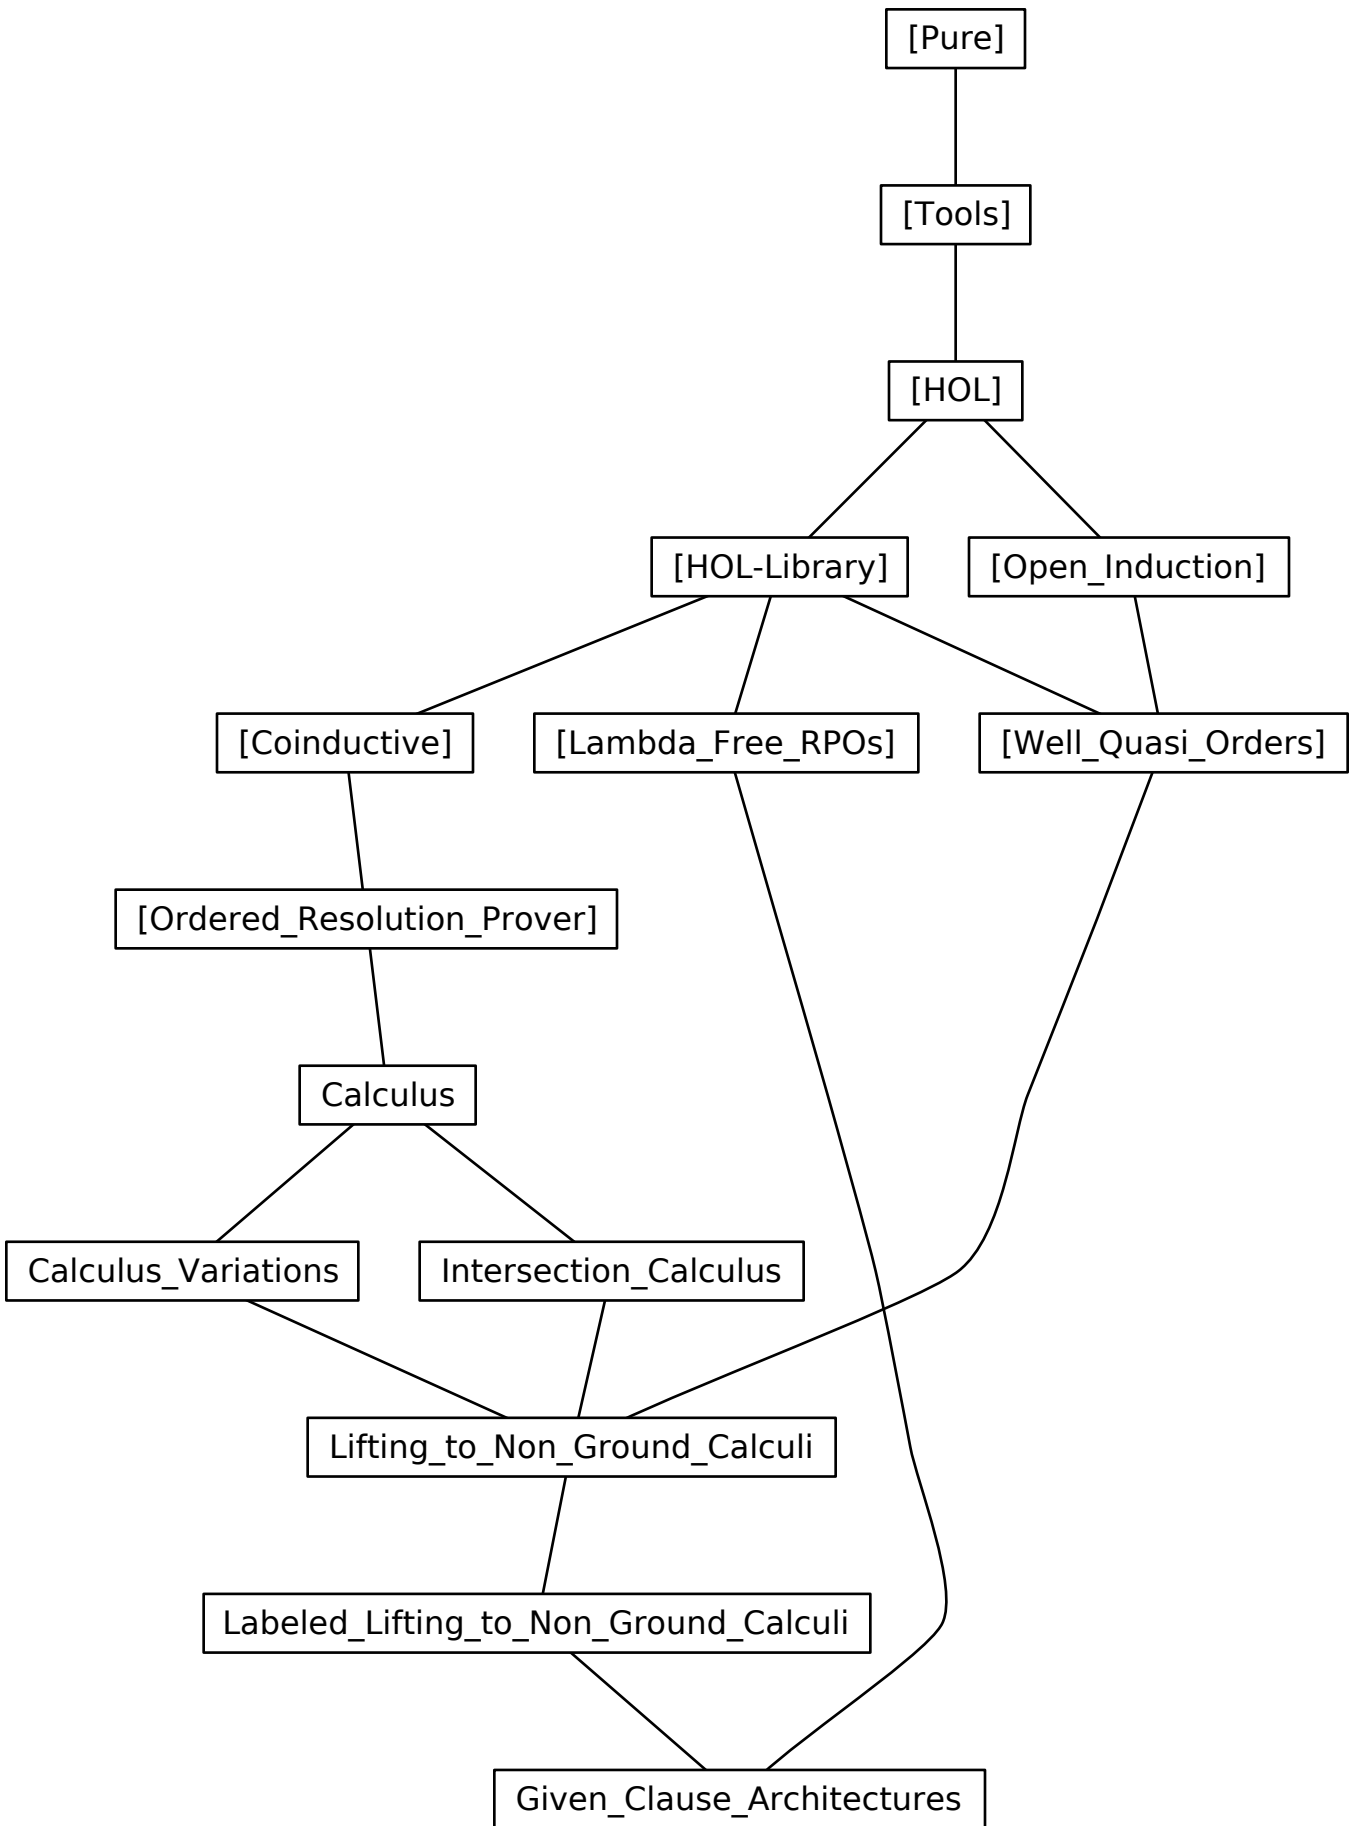 [Pure]
[Tools]
[HOL]
[HOL-Library]
[Open_Induction]
[Coinductive]
[Lambda_Free_RPOs]
[Well_Quasi_Orders]
[Ordered_Resolution_Prover]
Calculus
Calculus_Variations
Intersection_Calculus
Lifting_to_Non_Ground_Calculi
Labeled_Lifting_to_Non_Ground_Calculi
Given_Clause_Architectures